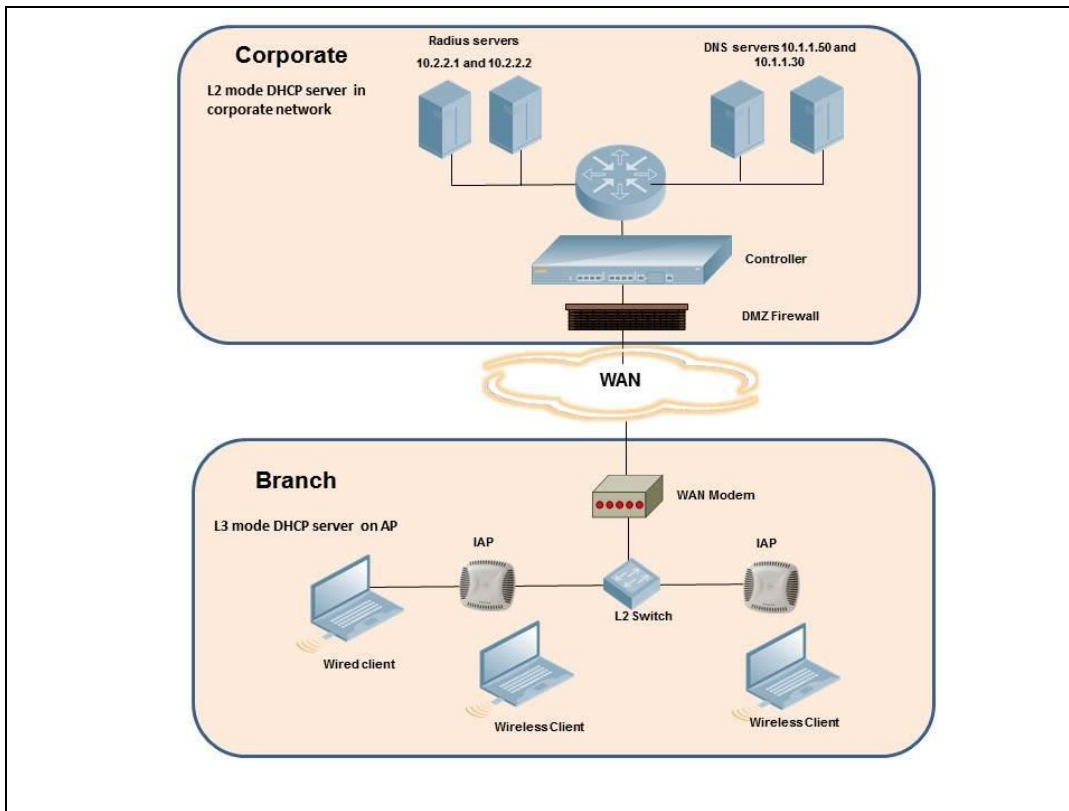 Corporate
L2 mode DHCP server in
corporate network
Radius servers
10.2.2.1 and 10.2.2.2
DNS servers 10.1.1.50 and
10.1.1.30
Controller
DMZ Firewall
WAN
Branch
L3 mode DHCP server on AP
WAN Modem
IAP
IAP
L2 Switch
Wired client
Wireless Client
Wireless Client